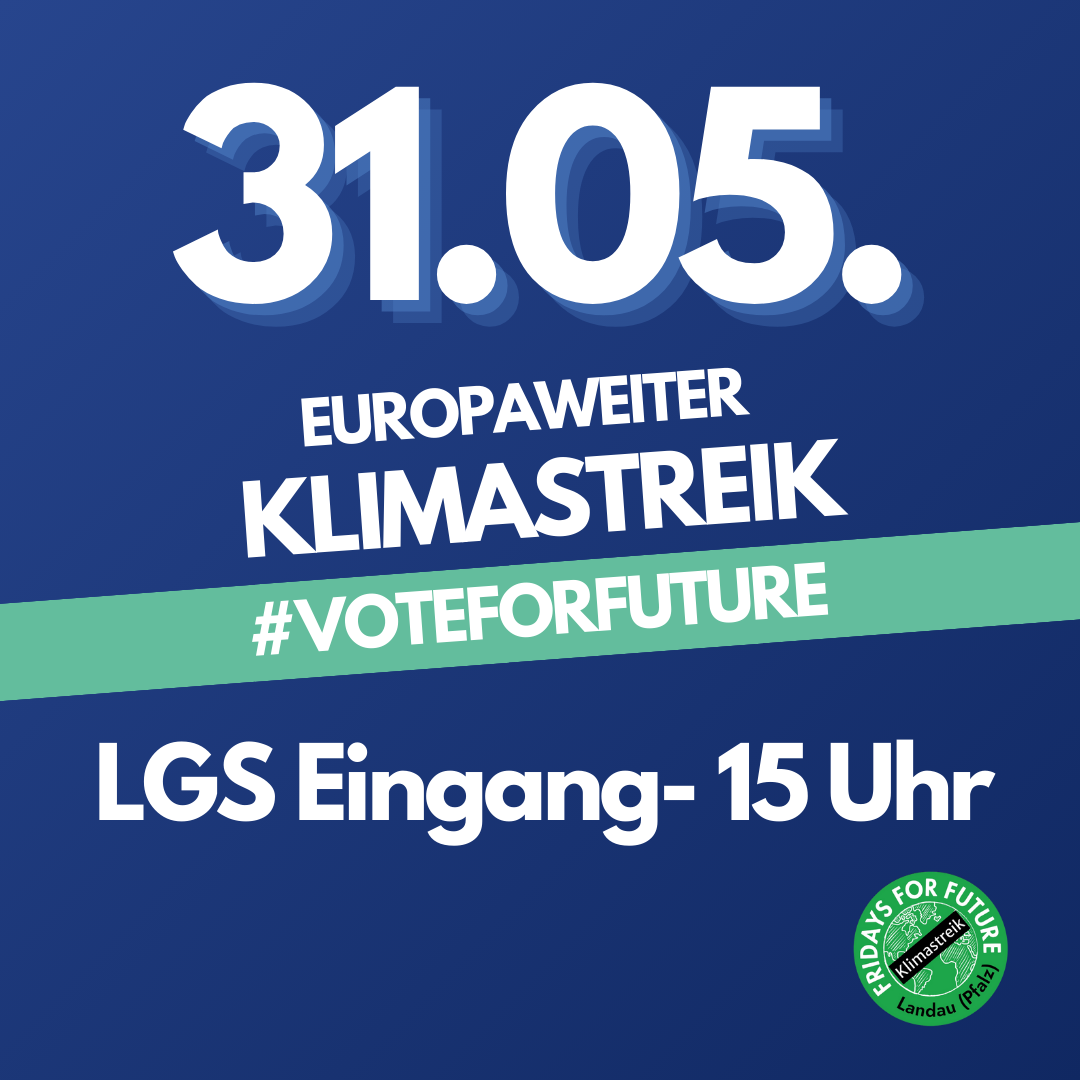 31.05.
EUROPAWEITER
KLIMASTREIK
#VOTEFORFUTURE
LGS Eingang- 15 Uhr
FRIDAYS FOR FUTURE
Klimastreik
Landau (Pfalz)